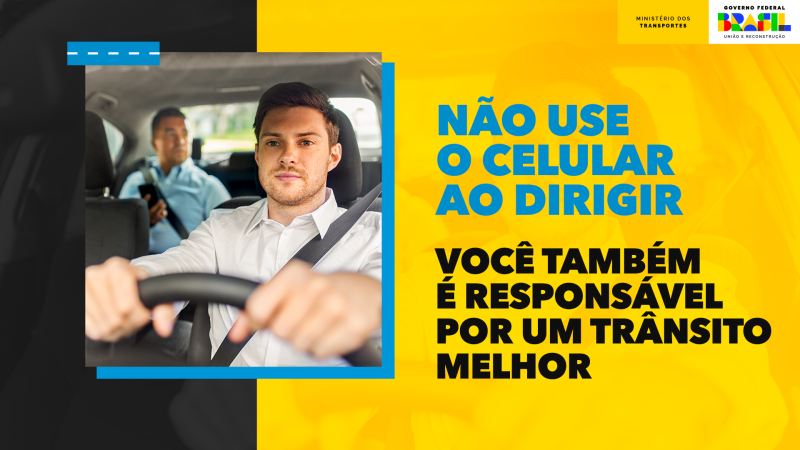 MINISTÉRIO DOS
TRANSPORTES
GOVERNO FEDERAL
BRASIL
UNIÃO E RECONSTRUÇÃO
NÃO USE
O CELULAR
AO DIRIGIR
VOCÊ TAMBÉM
É RESPONSÁVEL
POR UM TRÂNSITO
MELHOR